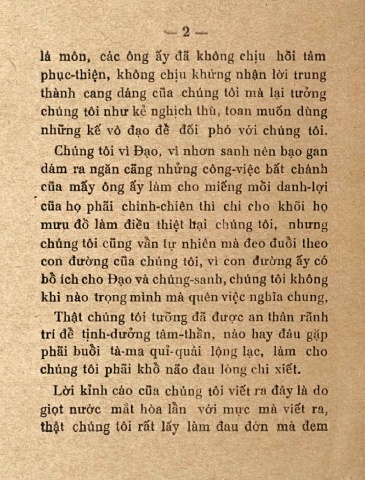 — 2 —
lá môn, các ông ấy đã không chịu hồi tâm
phục-thiện, không chịu khứng nhận lời trung
thành cang dáng của chúng tôi mà lại tưởng
chúng tôi như kẻ nghịch thù, toan muốn dùng
những kế vô đạo để đối phó với chúng tôi.
Chúng tôi vì Đạo, vì nhơn sanh nên bạo gan
dám ra ngăn cãng nhửng công-việc bất chánh
của mấy ông ấy làm cho miếng mồi danh-lợi
của họ phải chinh-chiên thì chi cho khỏi họ
mưu đồ làm điều thiệt hại chúng tôi, nhưng
chúng tôi cũng vẫn tự nhiên mà đeo đuổi theo
con đường của chúng tôi, vì con đường ấy có
bổ ích cho Đạo và chúng-sanh, chúng tôi không
khi nào trọng mình mà quên việc nghĩa chung,
Thật chúng tôi tưởng đã được an thân rãnh
trí để tịnh-dưởng tâm-thần, nào hay đâu gặp
phải buổi tà-ma quỉ-quái lộng lạc, làm cho
chúng tôi phải khổ não đau lòng chi xiết.
Lời kỉnh cáo của chúng tôi viết ra đây là do
giọt nước mắt hòa lẫn với mực mà viết ra,
thật chúng tôi rất lấy làm đau đớn mà đem